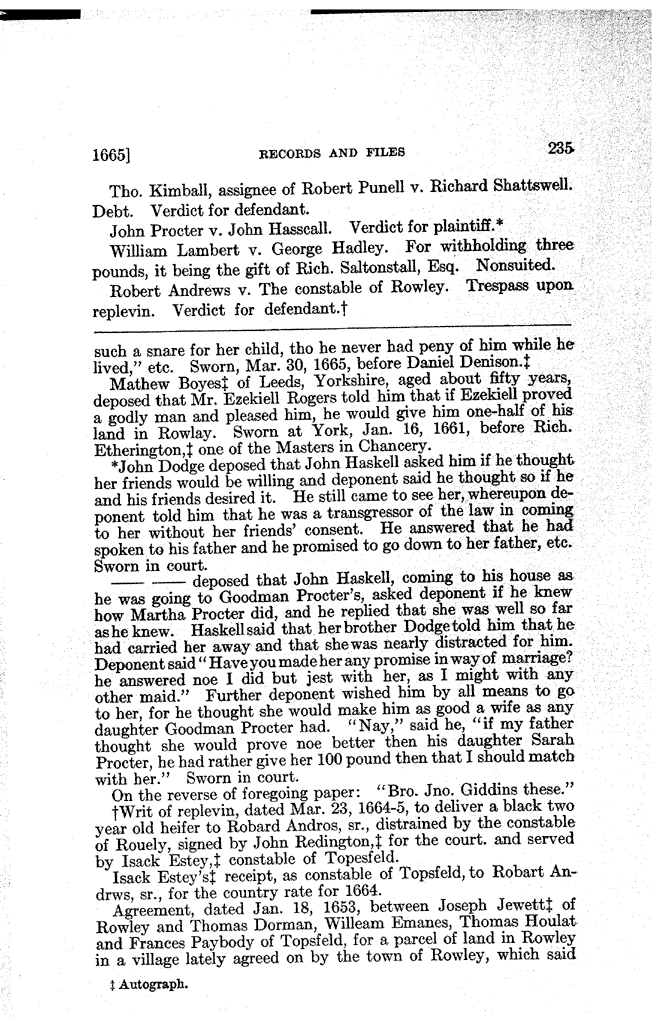 1665] RECORDS AND FILES 235
Tho. Kimball, assignee of Robert Punell v. Richard Shattswell.
Debt. Verdict for defendant.
John Procter v. John Hasscall. Verdict for plaintiff.*
William Lambert v. George Hadley. For withholding three
pounds, it being the gift of Rich. Saltonstall, Esq. Nonsuited.
Robert Andrews v. The constable of Rowley. Trespass upon
replevin. Verdict for defendant.†
such a snare for her child, tho he never had peny of him while he
lived,” etc. Sworn, Mar. 30, 1665, before Daniel Denison.‡
Mathew Boyes‡ of Leeds, Yorkshire, aged about fifty years,
deposed that Mr. Ezekiell Rogers told him that if Ezekiell proved
a godly man and pleased him, he would give him one-half of his
land in Rowlay. Sworn at York, Jan. 16, 1661, before Rich.
Etherington,‡ one of the Masters in Chancery.
*John Dodge deposed that John Haskell asked him if he thought
her friends would be willing and deponent said he thought so if he
and his friends desired it. He still came to see her, whereupon de-
ponent told him that he was a transgressor of the law in coming
to her without her friends’ consent. He answered that he had
spoken to his father and he promised to go down to her father, etc.
Sworn in court.
—— —— deposed that John Haskell, coming to his house as
he was going to Goodman Procter’s, asked deponent if he knew
how Martha Procter did, and he replied that she was well so far
as he knew. Haskell said that her brother Dodge told him that he
had carried her away and that she was nearly distracted for him.
Deponent said “Have you made her any promise in way of marriage?
he answered noe I did but jest with her, as I might with any
other maid.” Further deponent wished him by all means to go
to her, for he thought she would make him as good a wife as any
daughter Goodman Procter had. “Nay,” said he, “if my father
thought she would prove noe better then his daughter Sarah
Procter, he had rather give her 100 pound then that I should match
with her.” Sworn in court.
On the reverse of foregoing paper: “Bro. Jno. Giddins these.”
†Writ of replevin, dated Mar. 23, 1664-5, to deliver a black two
year old heifer to Robard Andros, sr., distrained by the constable
of Rouely, signed by John Redington,‡ for the court. and served
by Isack Estey,‡ constable of Topesfeld.
Isack Estey’s‡ receipt, as constable of Topsfeld, to Robart An-
drws, sr., for the country rate for 1664.
Agreement, dated Jan. 18, 1653, between Joseph Jewett‡ of
Rowley and Thomas Dorman, Willeam Emanes, Thomas Houlat
and Frances Paybody of Topsfeld, for a parcel of land in Rowley
in a village lately agreed on by the town of Rowley, which said
‡ Autograph.